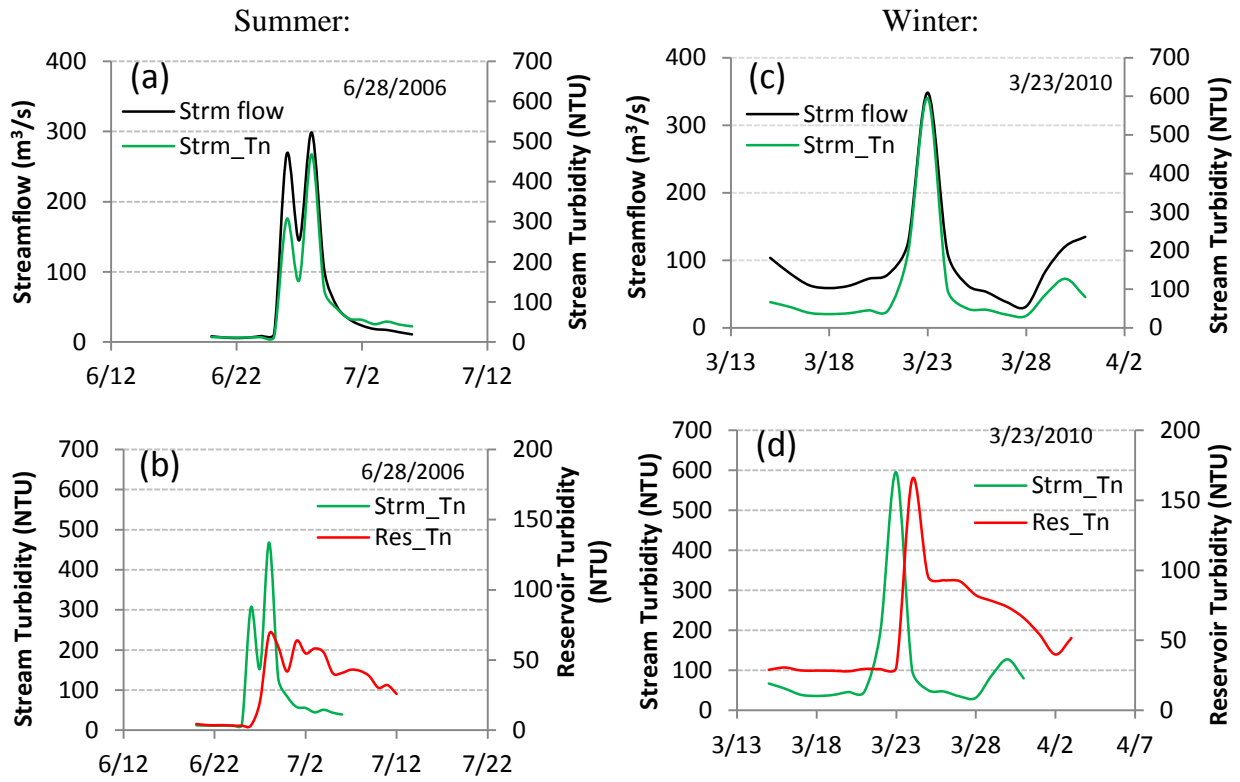 Summer:
Winter:
(a)
6/28/2006
Strm flow
Strm_Tn
Streamflow (m³/s)
400
300
200
100
0
Stream Turbidity (NTU)
700
600
500
400
300
200
100
0
6/12 6/22 7/2 7/12
(c)
3/23/2010
Strm flow
Strm_Tn
Streamflow (m³/s)
400
300
200
100
0
Stream Turbidity (NTU)
700
600
500
400
300
200
100
0
3/13 3/18 3/23 3/28 4/2
(b)
6/28/2006
Strm_Tn
Res_Tn
Stream Turbidity (NTU)
700
600
500
400
300
200
100
0
Reservoir Turbidity
(NTU)
200
150
100
50
0
6/12 6/22 7/2 7/12 7/22
(d)
3/23/2010
Strm_Tn
Res_Tn
Stream Turbidity (NTU)
700
600
500
400
300
200
100
0
Reservoir Turbidity (NTU)
200
150
100
50
0
3/13 3/18 3/23 3/28 4/2 4/7